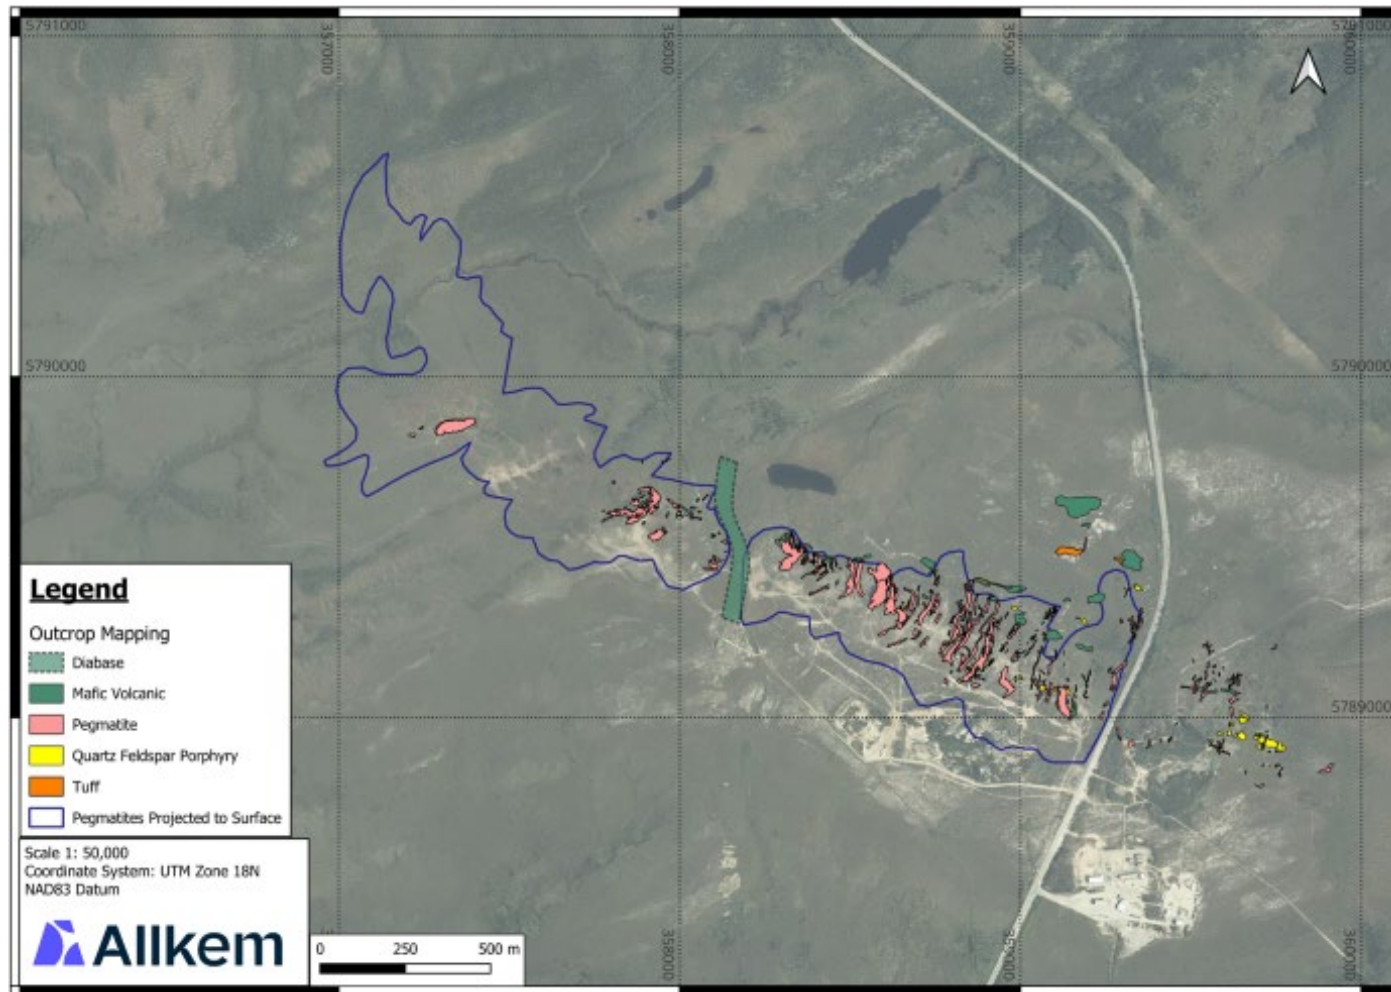 5791000
357000
358000
359000
360000
5791000
5790000
5790000
5789000
Legend
Outcrop Mapping
Diabase
Mafic Volcanic
Pegmatite
Quartz Feldspar Porphyry
Tuff
Pegmatites Projected to Surface
Scale 1: 50,000
Coordinate System: UTM Zone 18N
NAD83 Datum
Allkem
0 250 500 m
358000
359000
360000